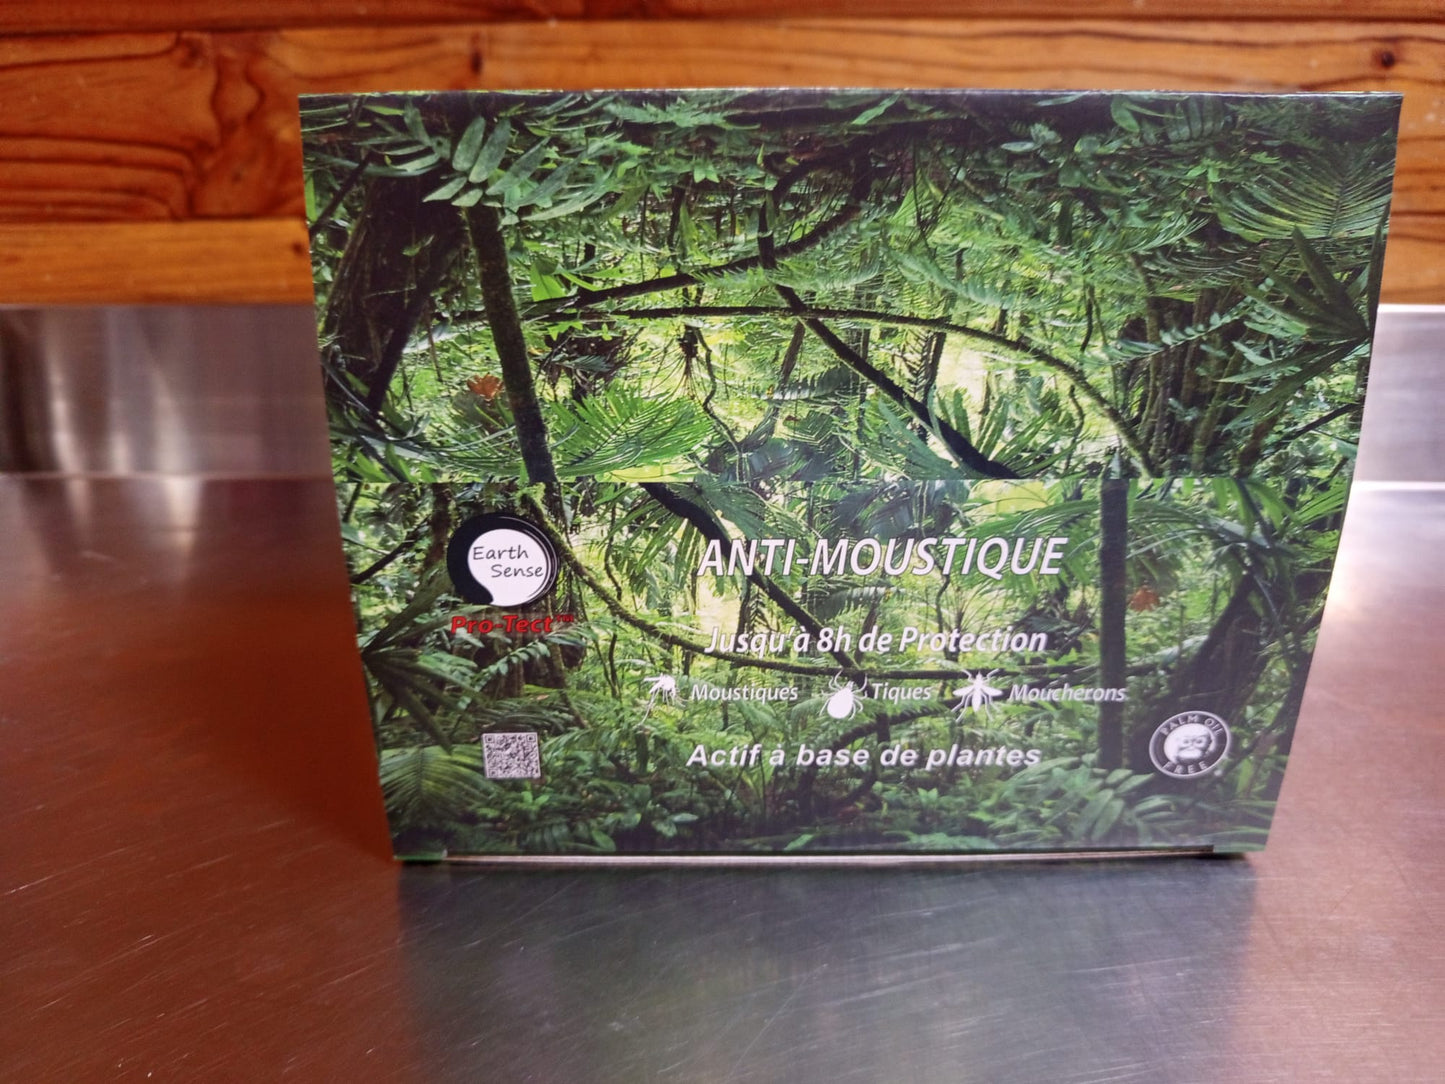 Earth
Sense
Pro-Tect™
ANTI-MOUSTIQUE
Jusqu'à 8h de Protection
Moustiques Tiques Moucherons
Actif à base de plantes
PALM OIL
FREE